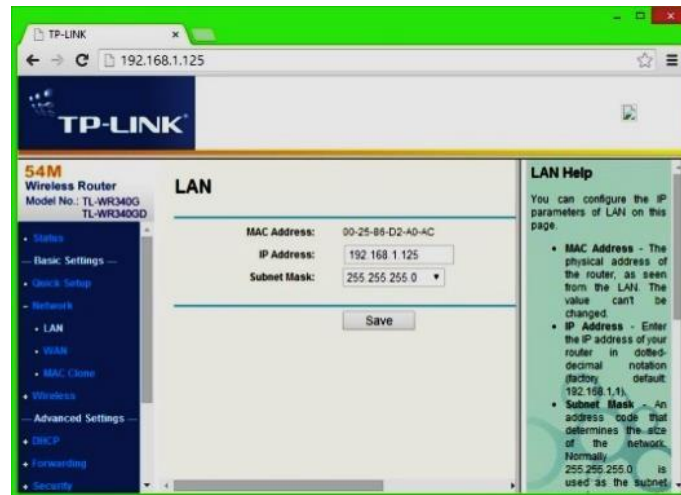 TP-LINK
192.168.1.125
TP-LINK
54M
Wireless Router
Model No.: TL-WR340G
TL-WR340GD
• Status
— Basic Settings —
• Quick Setup
- Network
• LAN
• WAN
• MAC Clone
+ Wireless
— Advanced Settings —
+ DHCP
+ Forwarding
+ Security
LAN
MAC Address: 00-25-86-D2-A0-AC
IP Address: 192.168.1.125
Subnet Mask: 255.255.255.0
Save
LAN Help
You can configure the IP
parameters of LAN on this
page.
• MAC Address - The
physical address of
the router, as seen
from the LAN. The
value can't be
changed.
• IP Address - Enter
the IP address of your
router in dotted-
decimal notation
(factory default:
192.168.1.1).
• Subnet Mask - An
address code that
determines the size
of the network.
Normally
255.255.255.0 is
used as the subnet